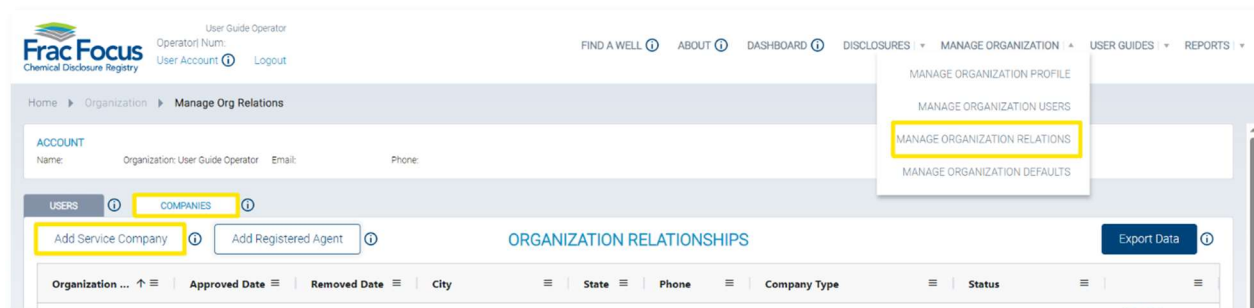 User Guide Operator
Frac Focus
Chemical Disclosure Registry
Operator| Num:
User Account Logout
FIND A WELL ABOUT DASHBOARD DISCLOSURES MANAGE ORGANIZATION USER GUIDES REPORTS
MANAGE ORGANIZATION PROFILE
MANAGE ORGANIZATION USERS
MANAGE ORGANIZATION RELATIONS
MANAGE ORGANIZATION DEFAULTS
Home Organization Manage Org Relations
ACCOUNT
Name: Organization: User Guide Operator Email: Phone:
USERS COMPANIES
Add Service Company Add Registered Agent ORGANIZATION RELATIONSHIPS Export Data
Organization ... Approved Date Removed Date City State Phone Company Type Status